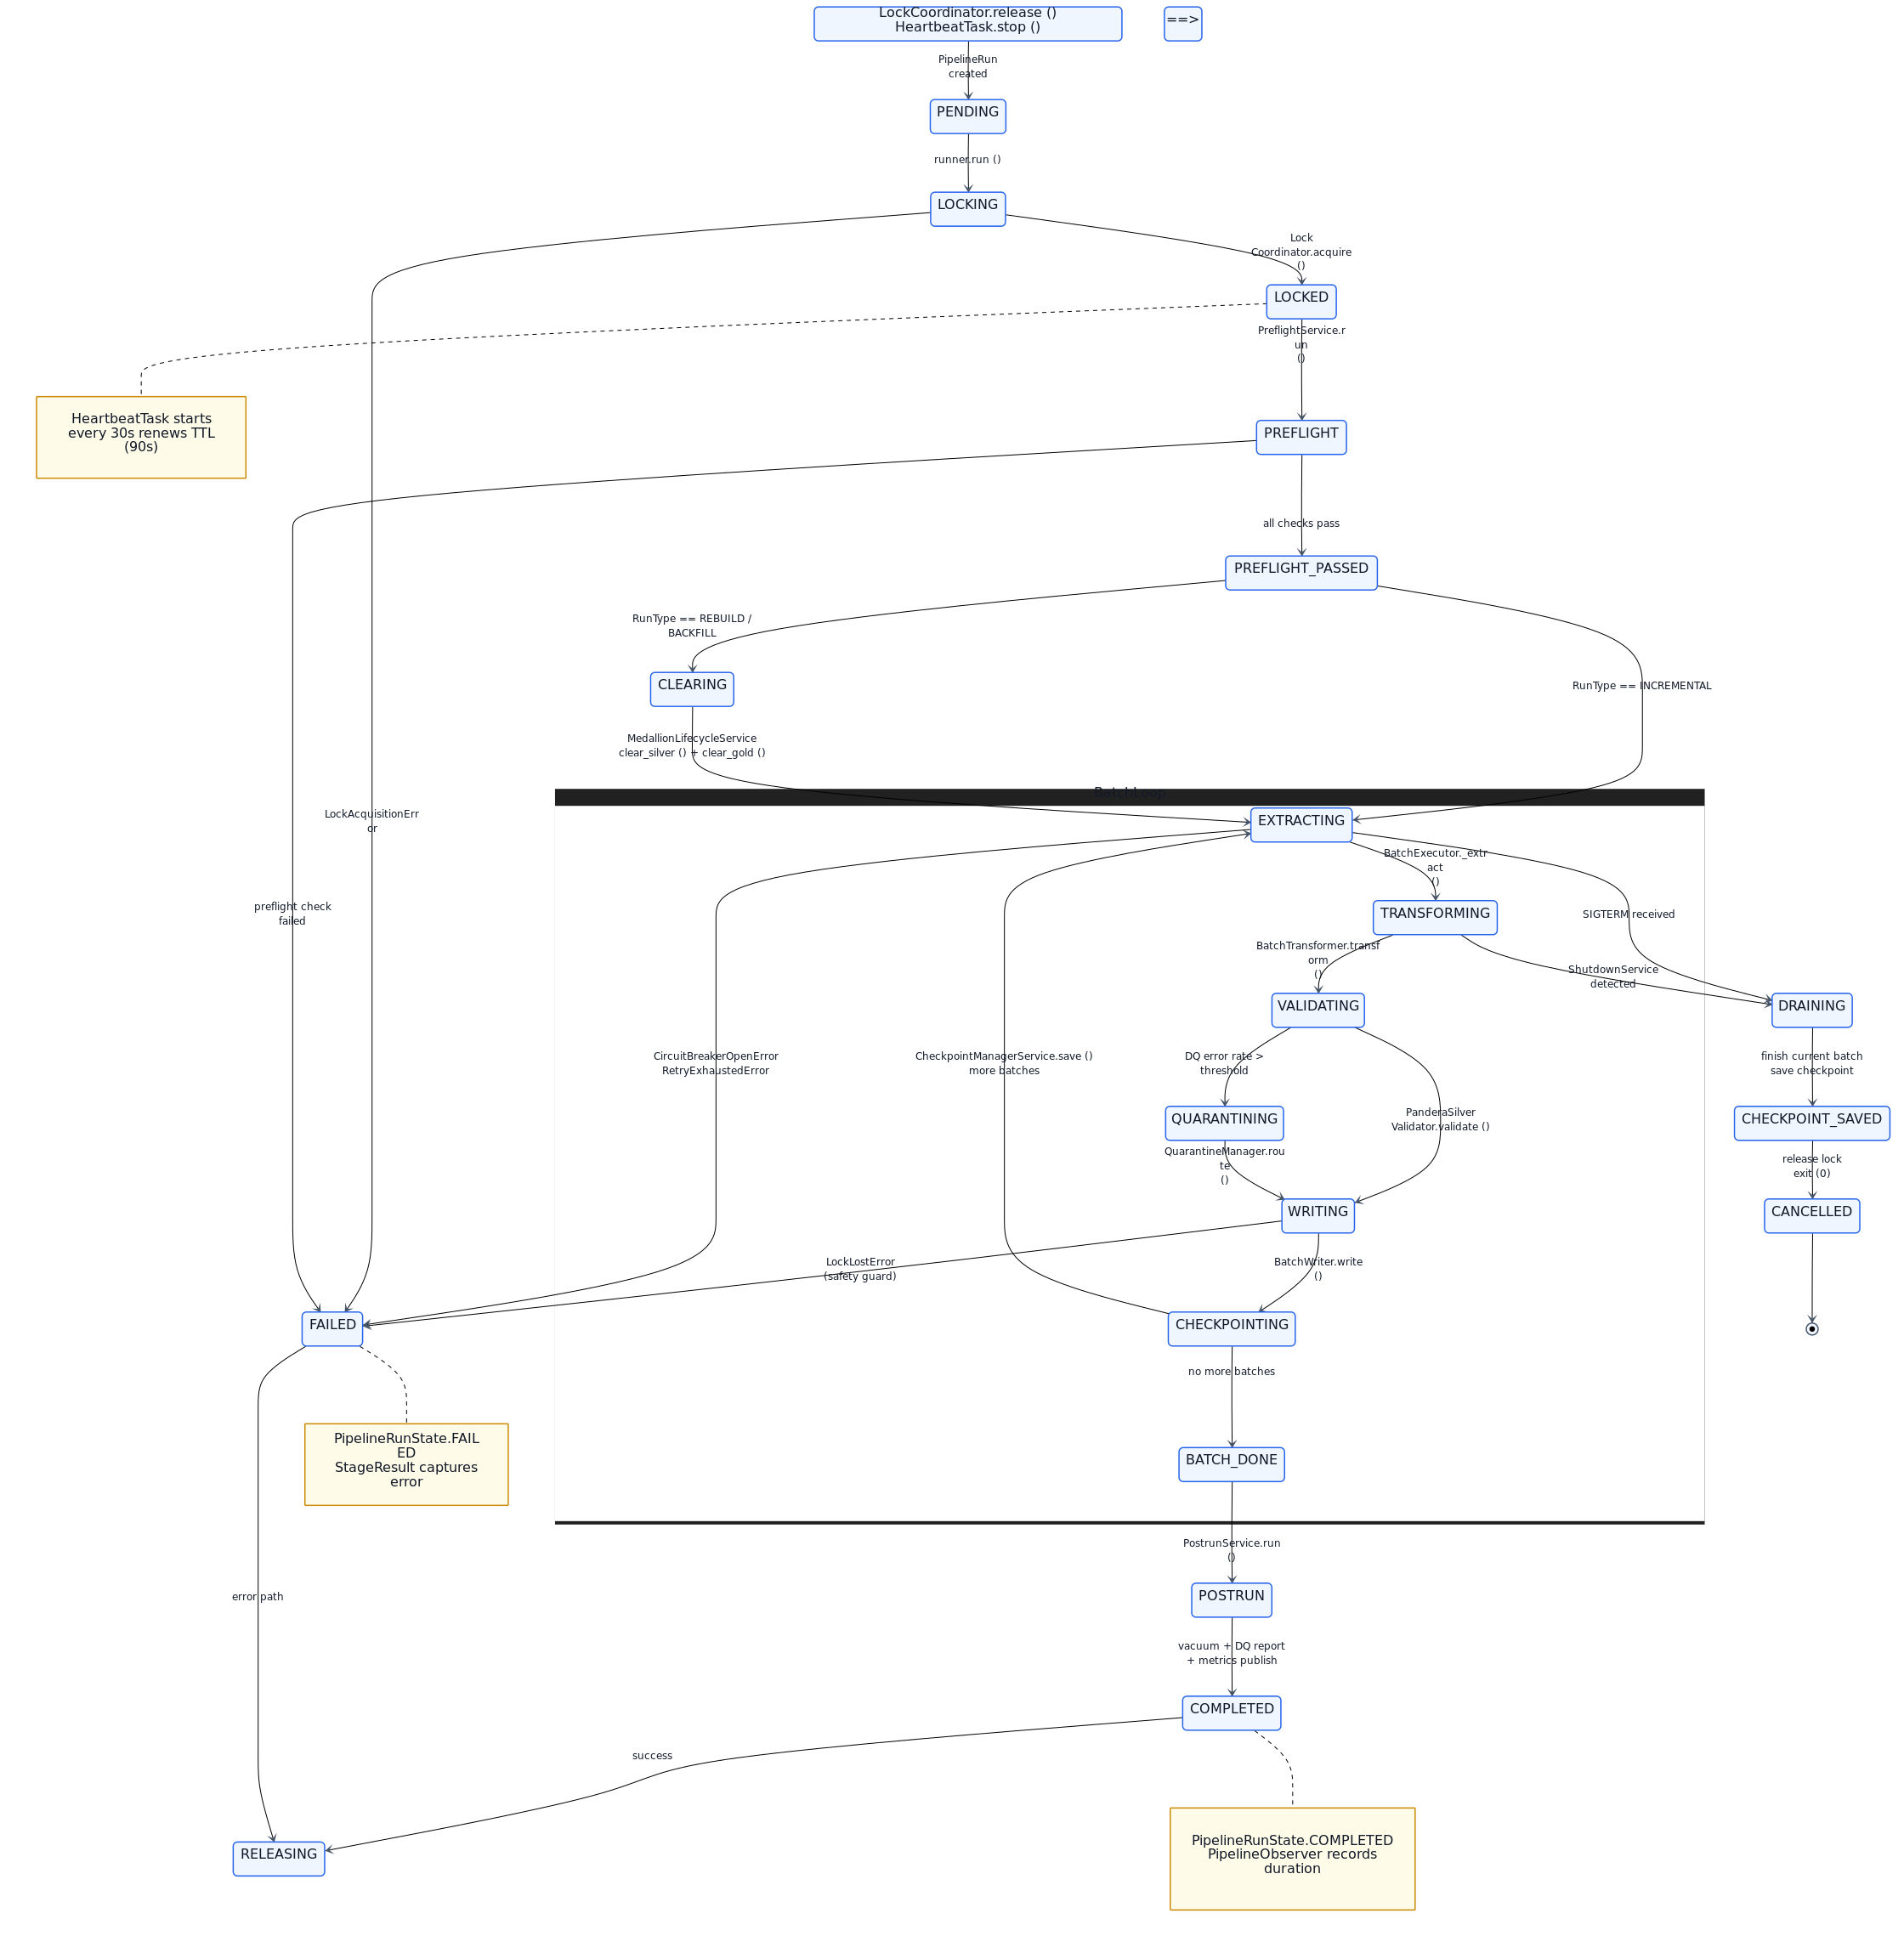 LockCoordinator.release ()
HeartbeatTask.stop ()
==>
PipelineRun
created
PENDING
runner.run ()
LOCKING
Lock
Coordinator.acquire
()
LOCKED
PreflightService.r
un
()
HeartbeatTask starts
every 30s renews TTL
(90s)
PREFLIGHT
all checks pass
PREFLIGHT_PASSED
RunType == REBUILD /
BACKFILL
CLEARING
RunType == INCREMENTAL
MedallionLifecycleService
clear_silver () + clear_gold ()
BatchLoop
LockAcquisitionErr
or
EXTRACTING
BatchExecutor._extr
act
()
preflight check
failed
TRANSFORMING
SIGTERM received
BatchTransformer.transf
orm
()
ShutdownService
detected
VALIDATING
DRAINING
CircuitBreakerOpenError
RetryExhaustedError
CheckpointManagerService.save ()
more batches
DQ error rate >
threshold
finish current batch
save checkpoint
QUARANTINING
PanderaSilver
Validator.validate ()
CHECKPOINT_SAVED
QuarantineManager.rou
te
()
release lock
exit (0)
WRITING
CANCELLED
LockLostError
(safety guard)
BatchWriter.write
()
FAILED
CHECKPOINTING
no more batches
PipelineRunState.FAIL
ED
StageResult captures
error
BATCH_DONE
PostrunService.run
()
error path
POSTRUN
vacuum + DQ report
+ metrics publish
COMPLETED
success
PipelineRunState.COMPLETED
PipelineObserver records
duration
RELEASING